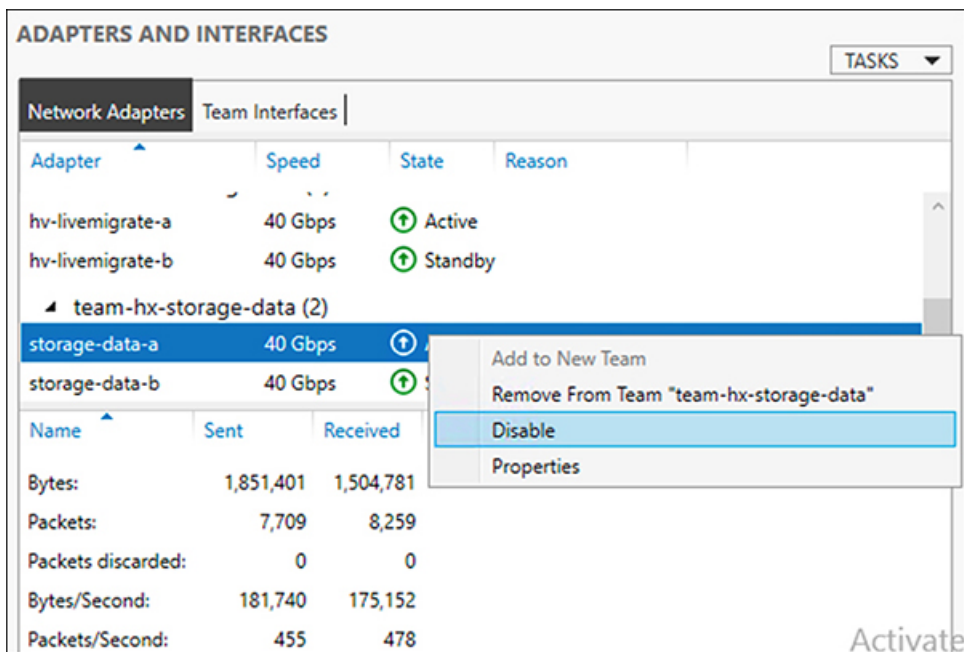 ADAPTERS AND INTERFACES
TASKS
Network Adapters Team Interfaces
Adapter Speed State Reason
hv-livemigrate-a 40 Gbps Active
hv-livemigrate-b 40 Gbps Standby
team-hx-storage-data (2)
storage-data-a 40 Gbps
Add to New Team
storage-data-b 40 Gbps
Remove From Team "team-hx-storage-data"
Name Sent Received
Disable
Properties
Bytes: 1,851,401 1,504,781
Packets: 7,709 8,259
Packets discarded: 0 0
Bytes/Second: 181,740 175,152
Packets/Second: 455 478
Activate